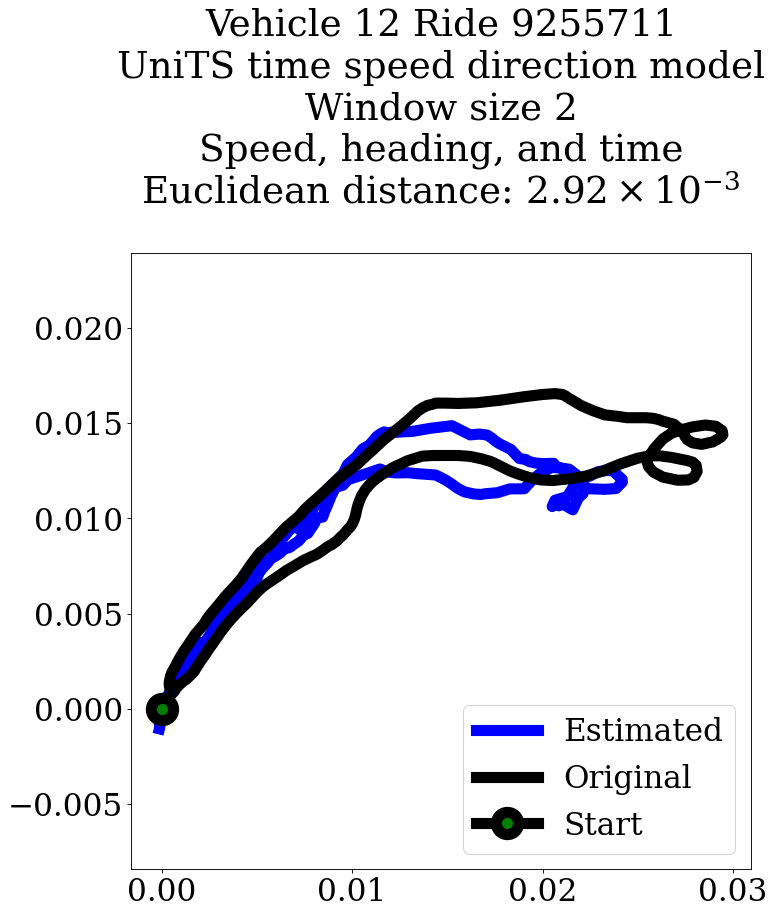 Vehicle 12 Ride 9255711
UniTS time speed direction model
Window size 2
Speed, heading, and time
Euclidean distance: 2.92 × 10⁻³
0.020
0.015
0.010
0.005
0.000
−0.005
0.00 0.01 0.02 0.03
Estimated
Original
Start